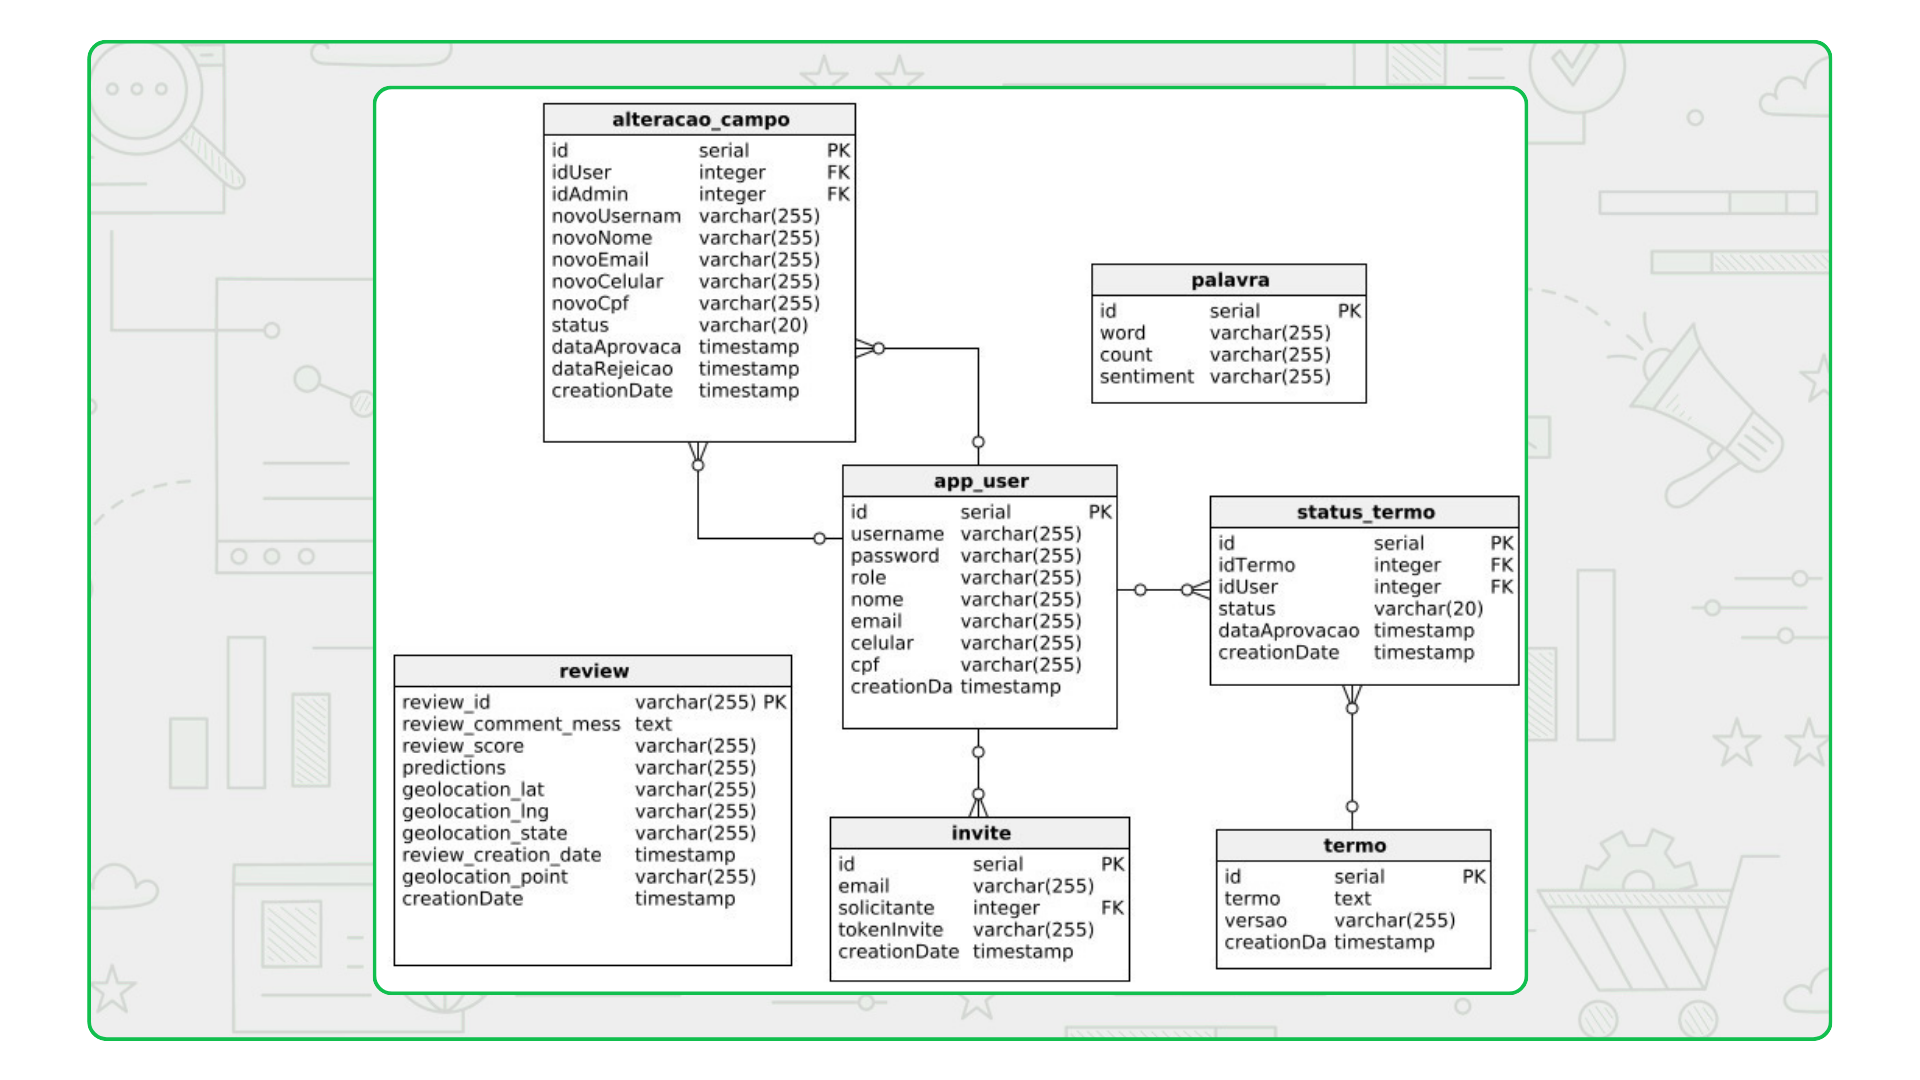 alteracao_campo
id serial PK
idUser integer FK
idAdmin integer FK
novoUsernam varchar(255)
novoNome varchar(255)
novoEmail varchar(255)
novoCelular varchar(255)
novoCpf varchar(255)
status varchar(20)
dataAprovaca timestamp
dataRejeicao timestamp
creationDate timestamp
palavra
id serial PK
word varchar(255)
count varchar(255)
sentiment varchar(255)
app_user
id serial PK
username varchar(255)
password varchar(255)
role varchar(255)
nome varchar(255)
email varchar(255)
celular varchar(255)
cpf varchar(255)
creationDa timestamp
status_termo
id serial PK
idTermo integer FK
idUser integer FK
status varchar(20)
dataAprovacao timestamp
creationDate timestamp
review
review_id varchar(255) PK
review_comment_mess text
review_score varchar(255)
predictions varchar(255)
geolocation_lat varchar(255)
geolocation_lng varchar(255)
geolocation_state varchar(255)
review_creation_date timestamp
geolocation_point varchar(255)
creationDate timestamp
invite
id serial PK
email varchar(255)
solicitante integer FK
tokenInvite varchar(255)
creationDate timestamp
termo
id serial PK
termo text
versao varchar(255)
creationDa timestamp